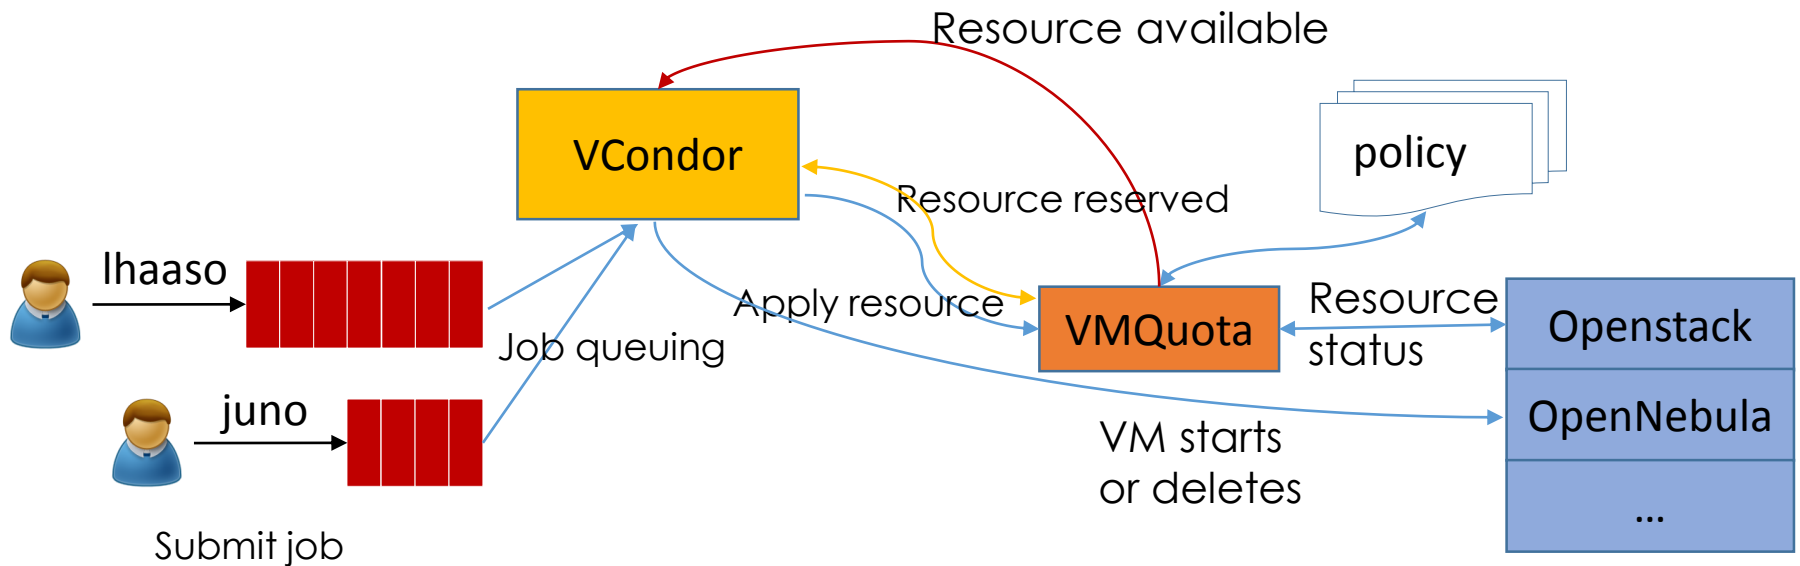 Resource available
VCondor
policy
Resource reserved
lhaaso
Apply resource
VMQuota
Resource
status
Openstack
Job queuing
juno
OpenNebula
VM starts
or deletes
...
Submit job